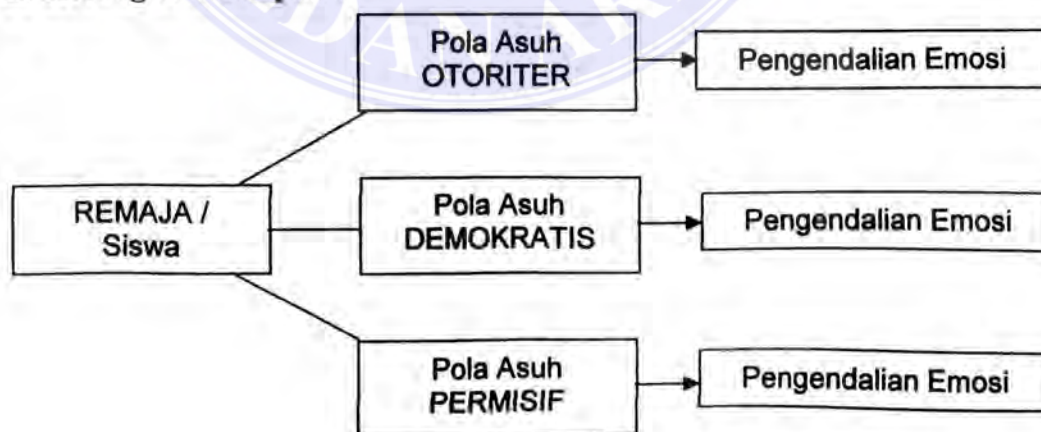 Pola Asuh
OTORITER
Pengendalian Emosi
REMAJA /
Siswa
Pola Asuh
DEMOKRATIS
Pengendalian Emosi
Pola Asuh
PERMISIF
Pengendalian Emosi